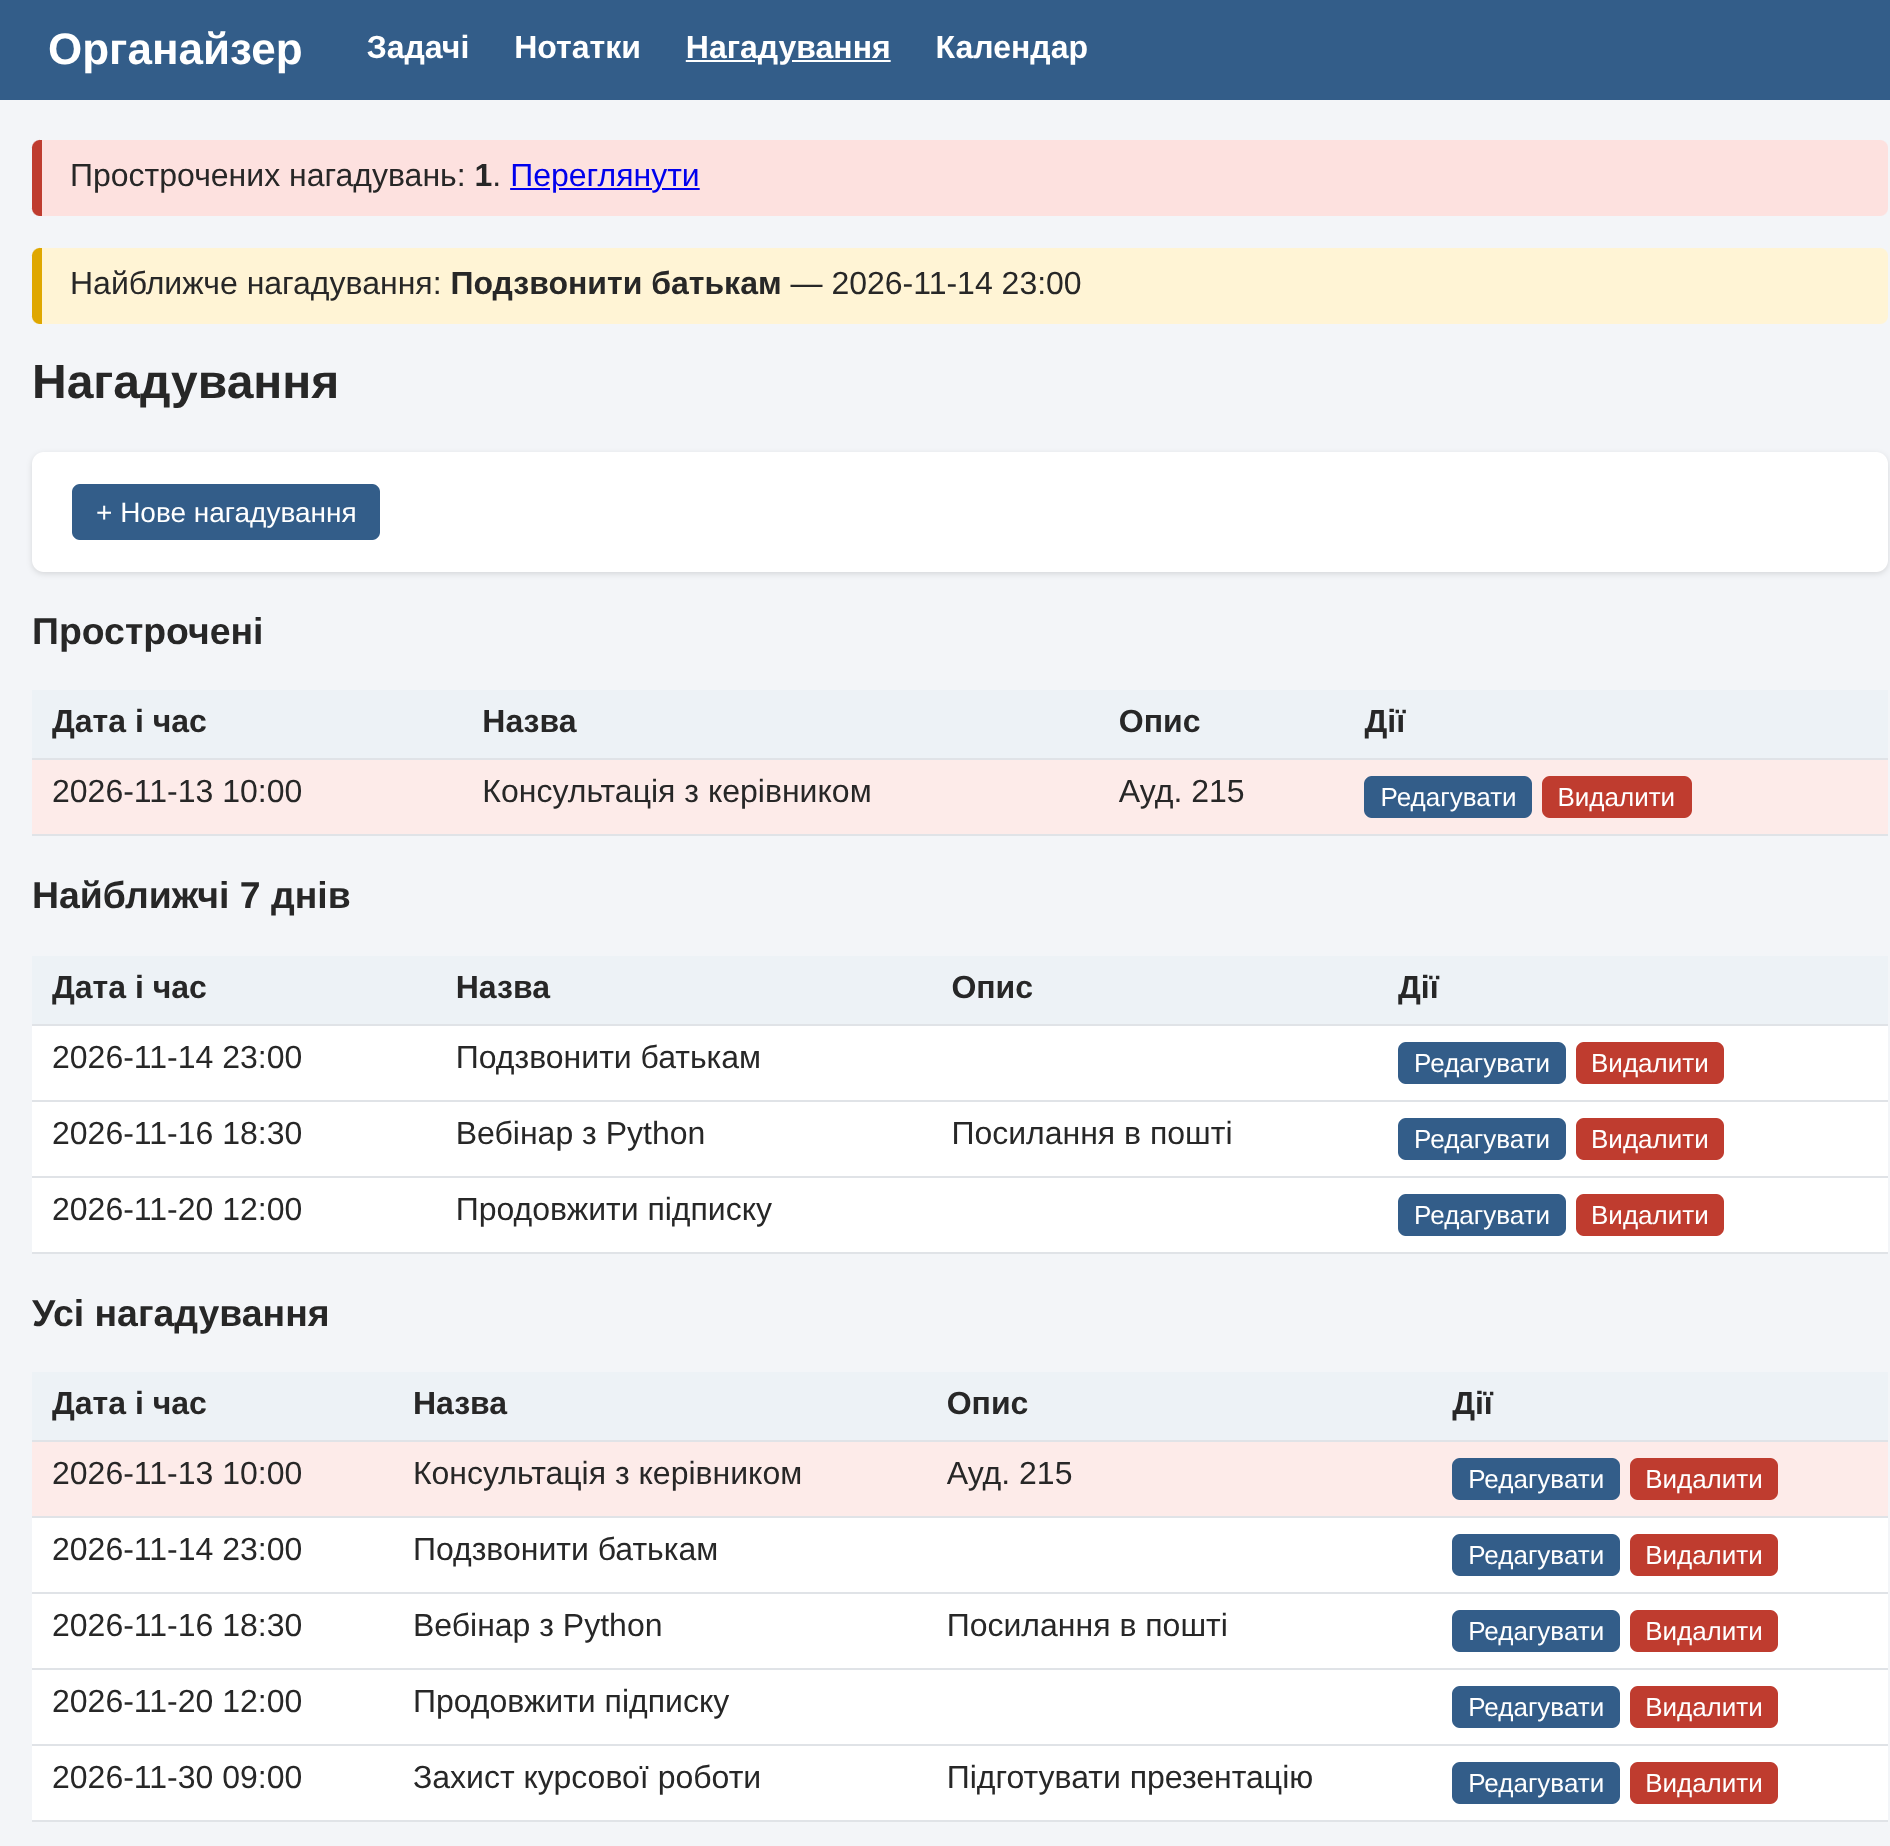 Органайзер Задачі Нотатки Нагадування Календар
Прострочених нагадувань: 1. Переглянути
Найближче нагадування: Подзвонити батькам — 2026-11-14 23:00
Нагадування
+ Нове нагадування
Прострочені
Дата і час Назва Опис Дії
2026-11-13 10:00 Консультація з керівником Ауд. 215 Редагувати Видалити
Найближчі 7 днів
Дата і час Назва Опис Дії
2026-11-14 23:00 Подзвонити батькам Редагувати Видалити
2026-11-16 18:30 Вебінар з Python Посилання в пошті Редагувати Видалити
2026-11-20 12:00 Продовжити підписку Редагувати Видалити
Усі нагадування
Дата і час Назва Опис Дії
2026-11-13 10:00 Консультація з керівником Ауд. 215 Редагувати Видалити
2026-11-14 23:00 Подзвонити батькам Редагувати Видалити
2026-11-16 18:30 Вебінар з Python Посилання в пошті Редагувати Видалити
2026-11-20 12:00 Продовжити підписку Редагувати Видалити
2026-11-30 09:00 Захист курсової роботи Підготувати презентацію Редагувати Видалити